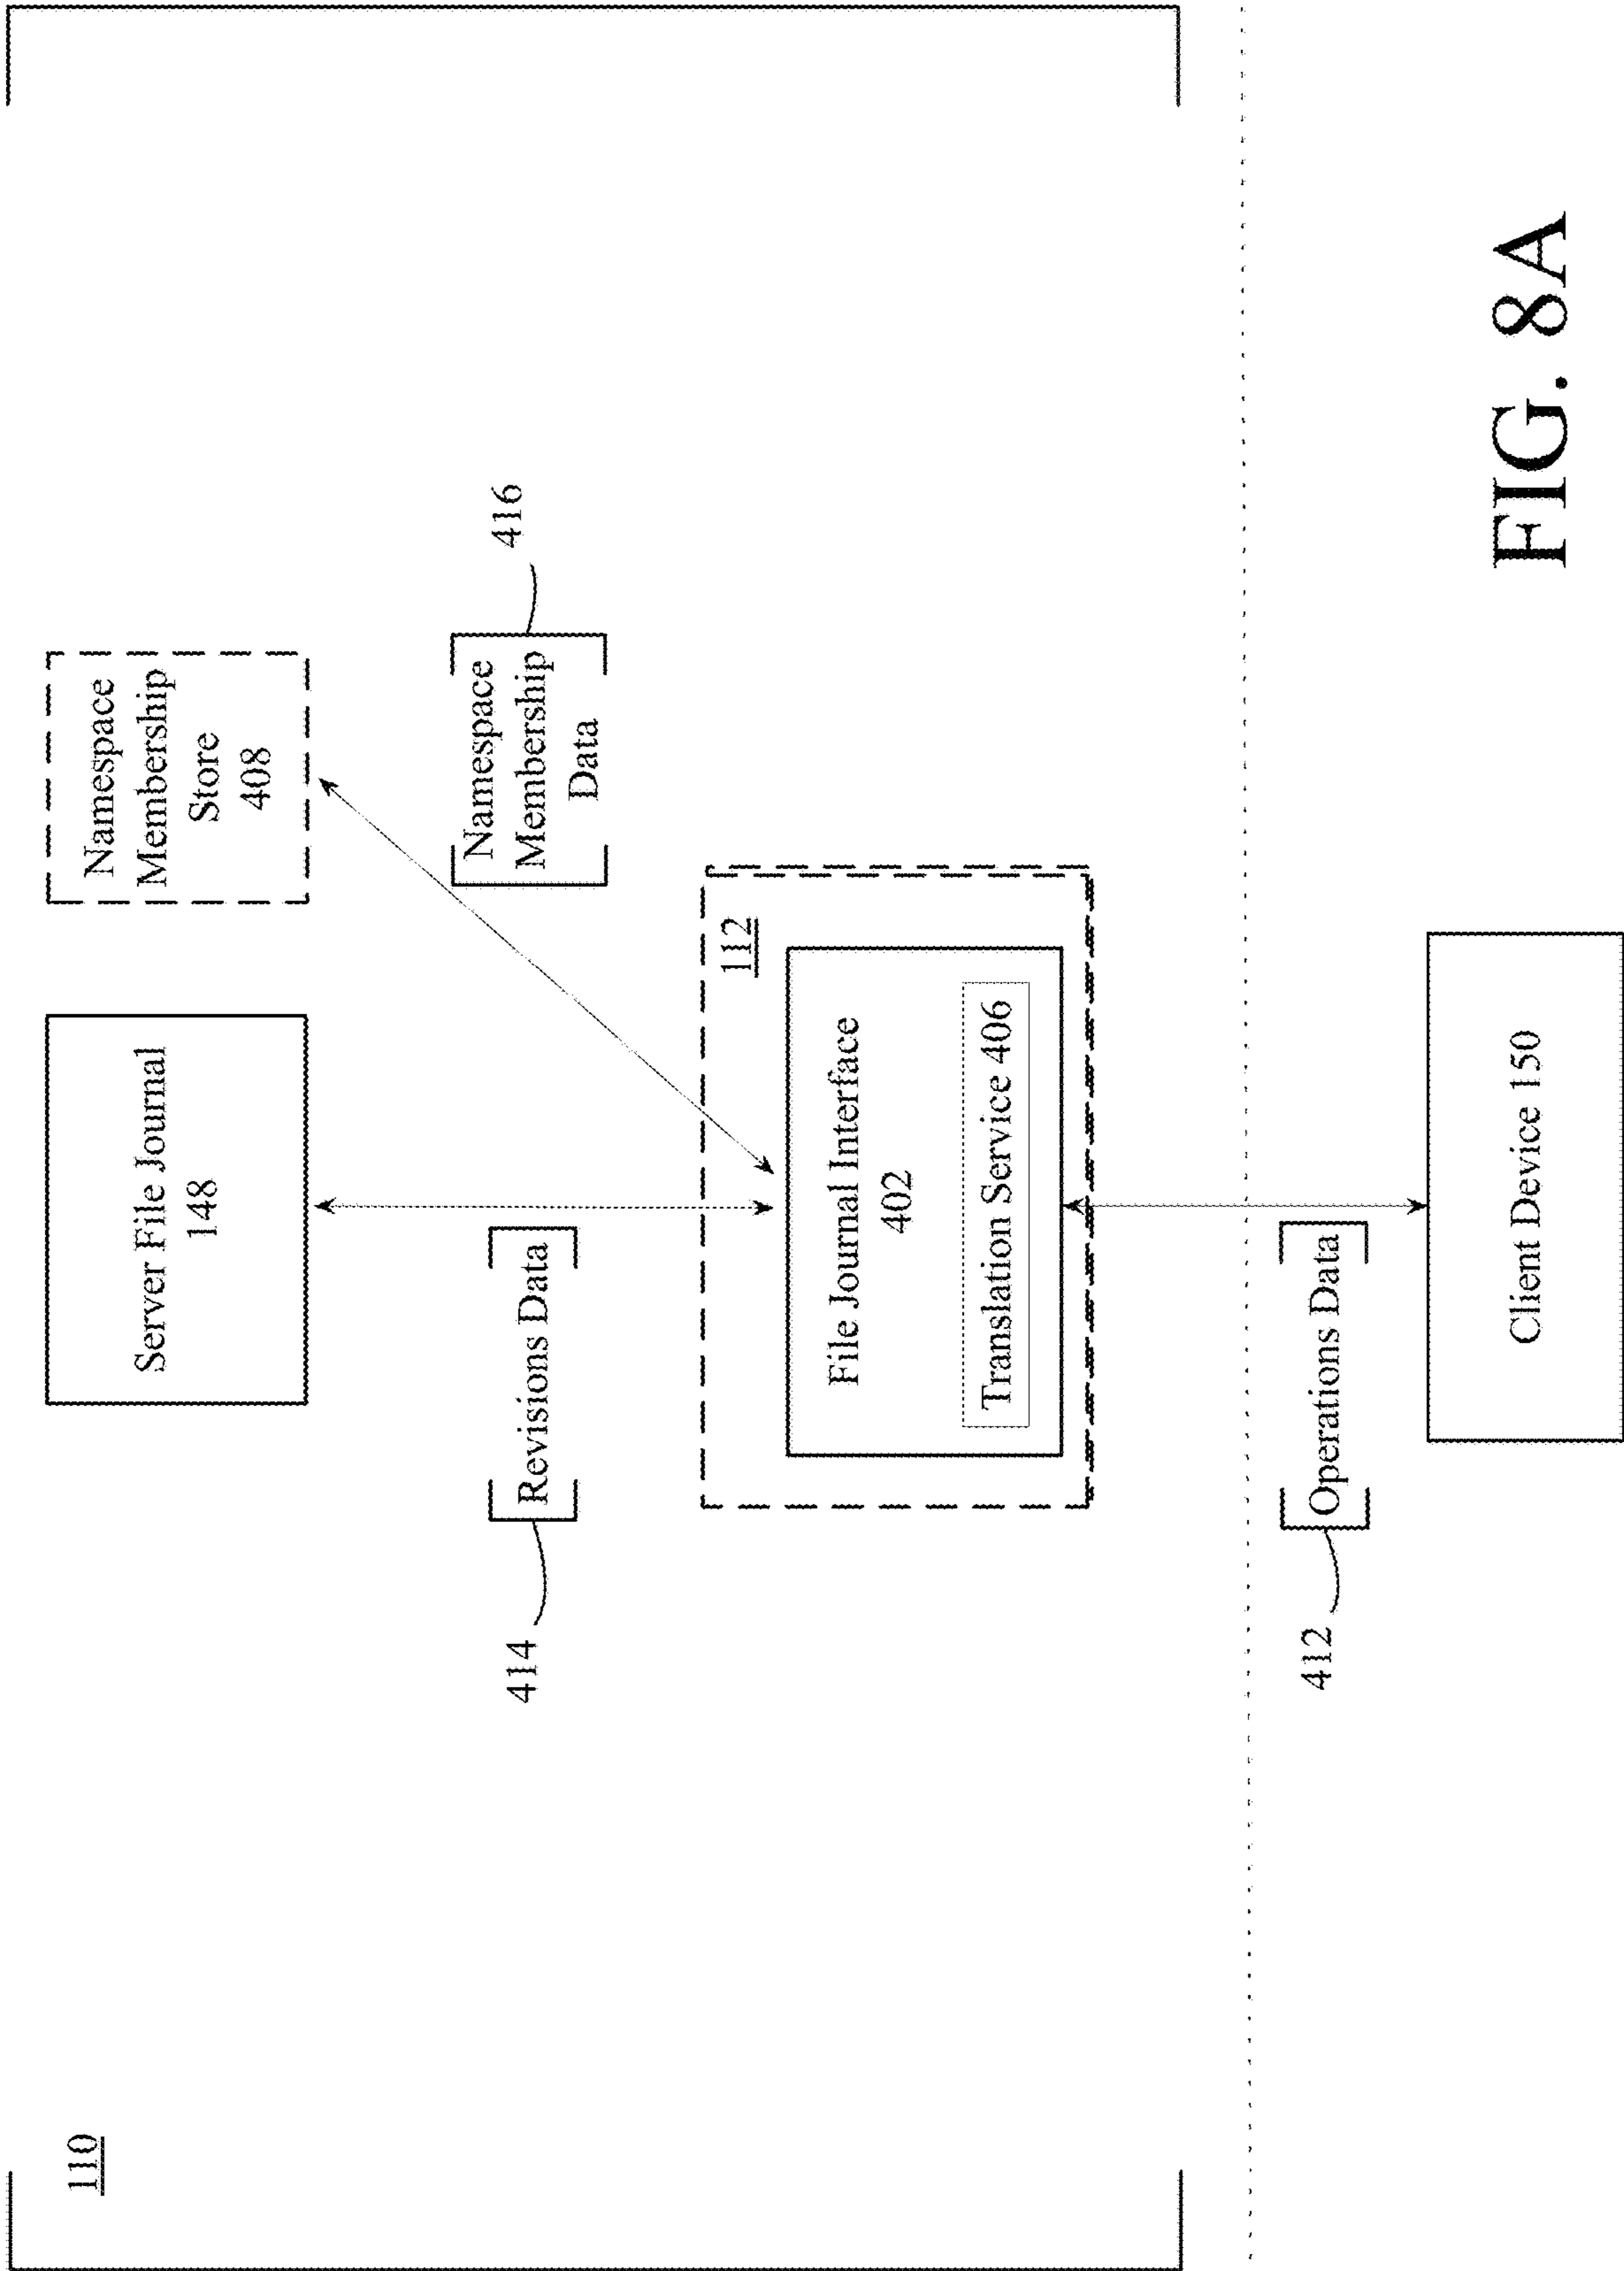 110
Server File Journal
148
Namespace
Membership
Store
408
414
Revisions Data
Namespace
Membership
Data
416
112
File Journal Interface
402
Translation Service 406
412
Operations Data
Client Device 150
FIG. 8A